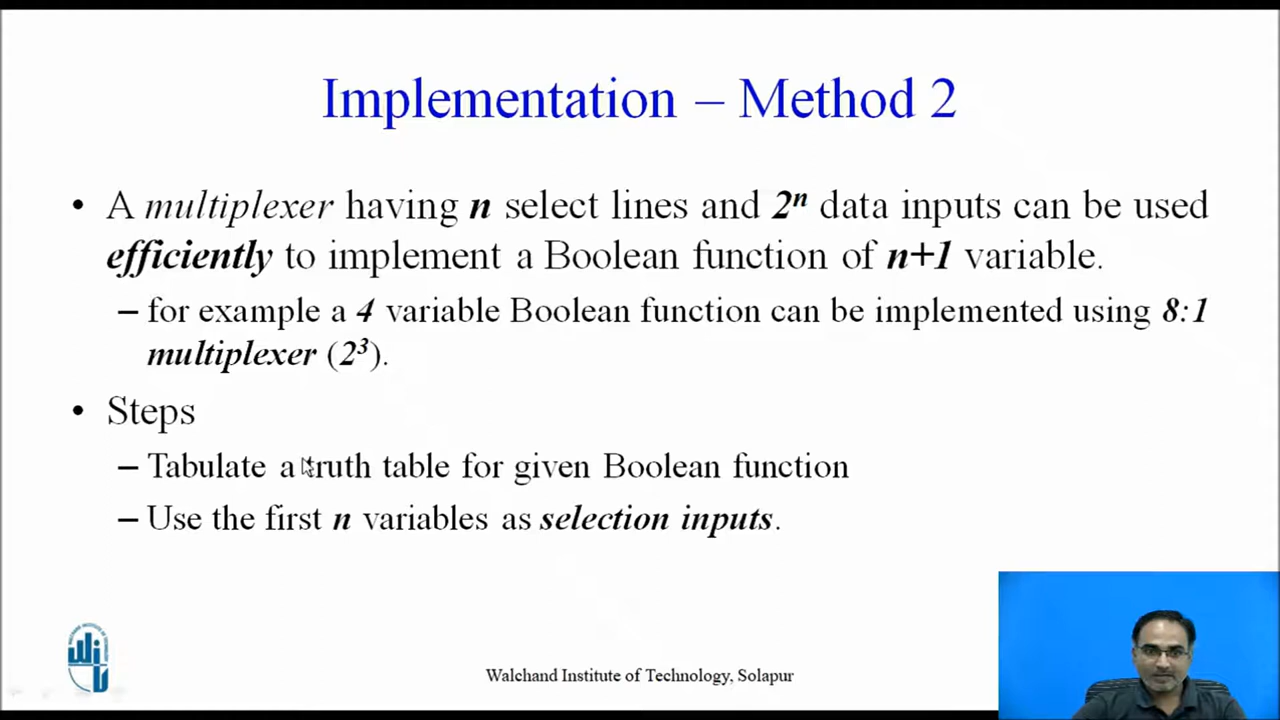 Implementation – Method 2
• A multiplexer having n select lines and 2ⁿ data inputs can be used
efficiently to implement a Boolean function of n+1 variable.
– for example a 4 variable Boolean function can be implemented using 8:1
multiplexer (2³).
• Steps
– Tabulate a truth table for given Boolean function
– Use the first n variables as selection inputs.
Walchand Institute of Technology, Solapur